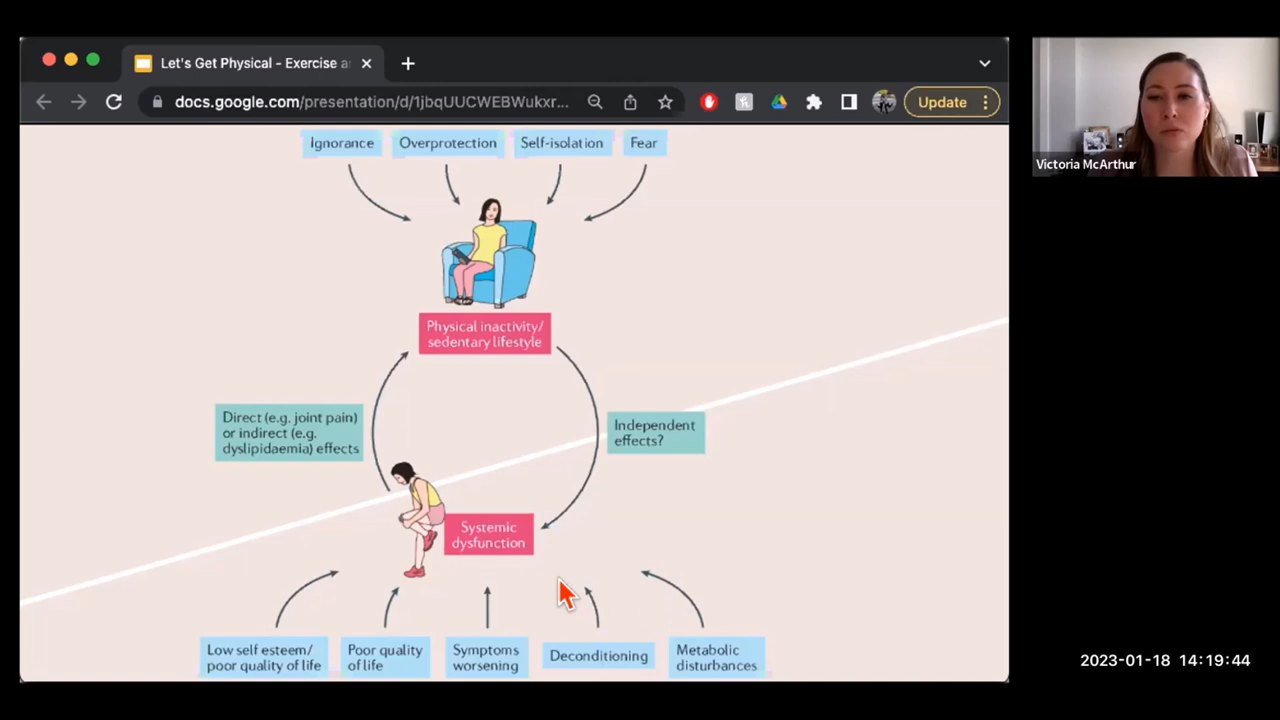 Let's Get Physical - Exercise a
docs.google.com/presentation/d/1jbqUUCWEBWukxr...
Update
Victoria McArthur
Ignorance
Overprotection
Self-isolation
Fear
Physical inactivity/
sedentary lifestyle
Direct (e.g. joint pain)
or indirect (e.g.
dyslipidaemia) effects
Independent
effects?
Systemic
dysfunction
Low self esteem/
poor quality of life
Poor quality
of life
Symptoms
worsening
Deconditioning
Metabolic
disturbances
2023-01-18 14:19:44